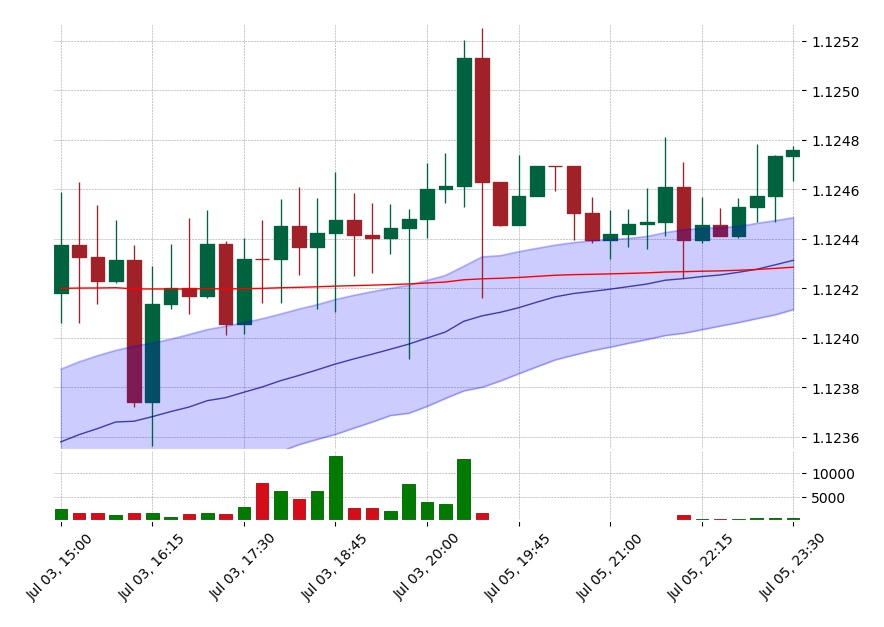 1.1252
1.1250
1.1248
1.1246
1.1244
1.1242
1.1240
1.1238
1.1236
10000
5000
Jul 03, 15:00
Jul 03, 16:15
Jul 03, 17:30
Jul 03, 18:45
Jul 03, 20:00
Jul 05, 19:45
Jul 05, 21:00
Jul 05, 22:15
Jul 05, 23:30